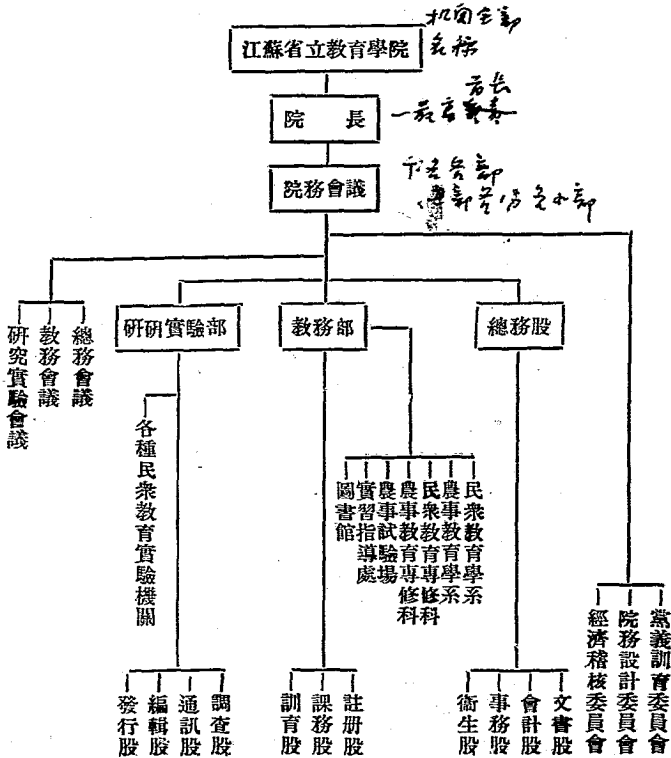 江蘇省立教育學院
院長
院務會議
總務會議
教務會議
研究實驗會議
總務股
教務部
研研實驗部
各種民衆教育實驗機關
民衆教育學系
農事教育學系
民衆教育專修科
農事教育專修科
農事試驗場
實習指導處
圖書館
黨義訓育委員會
院務設計委員會
經濟稽核委員會
文書股
會計股
事務股
衞生股
註册股
課務股
訓育股
調查股
通訊股
編輯股
發行股